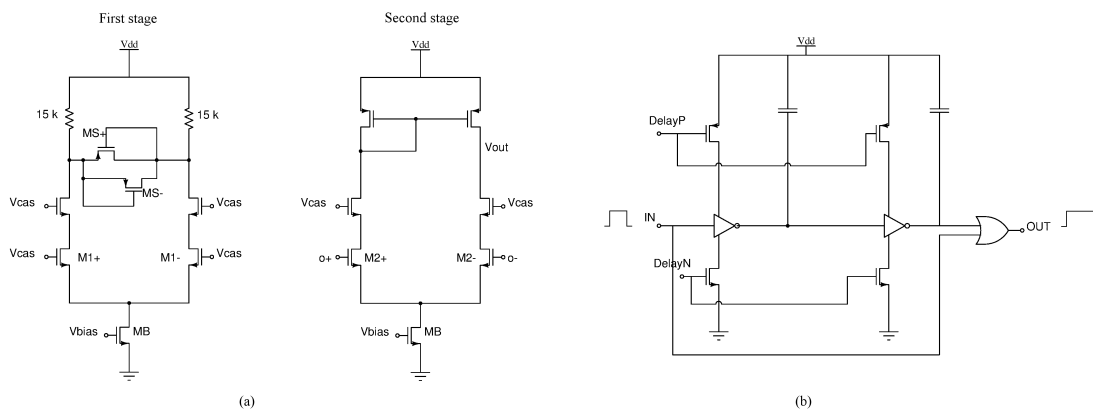 First stage
Second stage
Vdd
Vdd
Vdd
15 k
15 k
MS+
MS-
Vcas
Vcas
Vcas
M1+
M1-
Vcas
Vbias
MB
Vout
Vcas
Vcas
o+
M2+
M2-
o-
Vbias
MB
DelayP
IN
OUT
DelayN
(a)
(b)